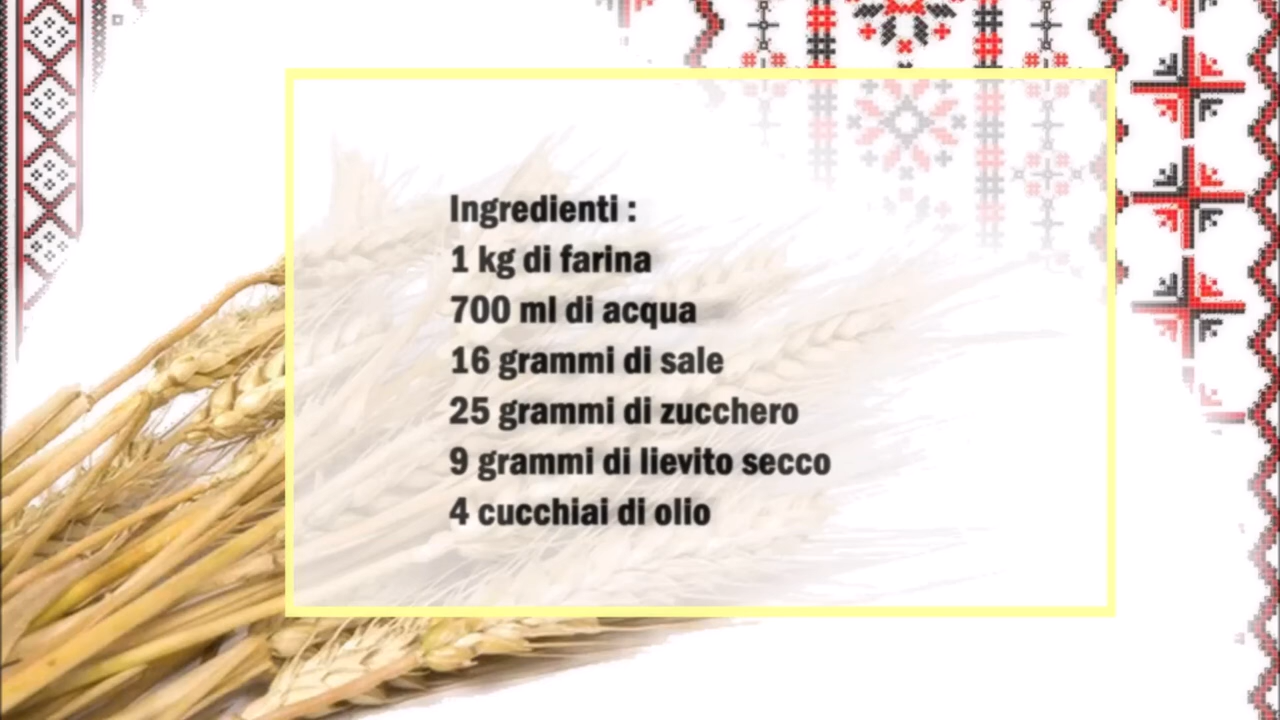 Ingredienti :
1 kg di farina
700 ml di acqua
16 grammi di sale
25 grammi di zucchero
9 grammi di lievito secco
4 cucchiai di olio